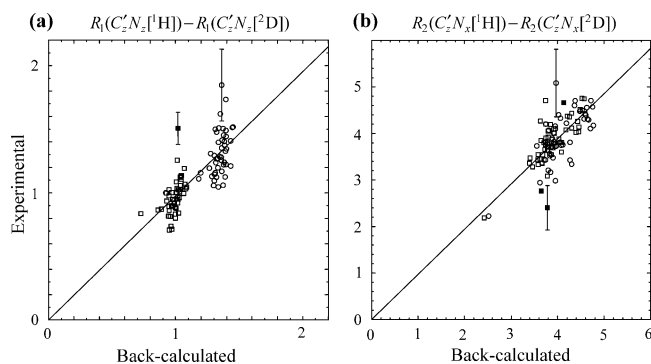 (a) R₁(C′zNz[¹H])−R₁(C′zNz[²D])
(b) R₂(C′zNx[¹H])−R₂(C′zNx[²D])
Experimental
2
1
0
0 1 2
Back-calculated
6
5
4
3
2
1
0
0 1 2 3 4 5 6
Back-calculated